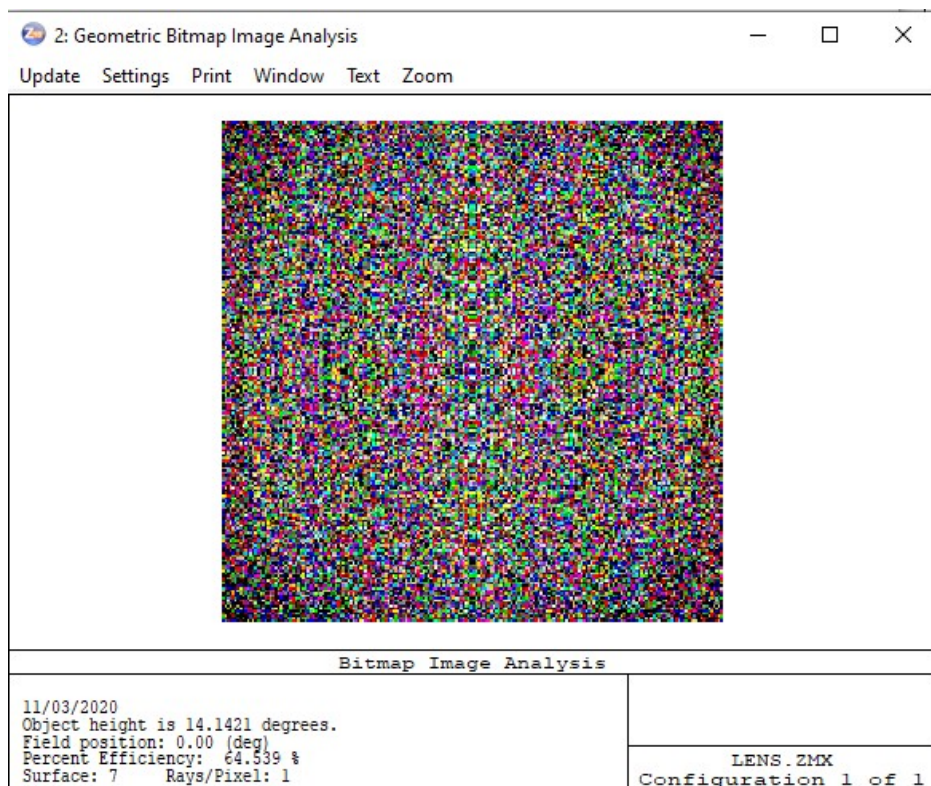 2: Geometric Bitmap Image Analysis
Update Settings Print Window Text Zoom
Bitmap Image Analysis
11/03/2020
Object height is 14.1421 degrees.
Field position: 0.00 (deg)
Percent Efficiency: 64.539 %
Surface: 7 Rays/Pixel: 1
LENS.ZMX
Configuration 1 of 1